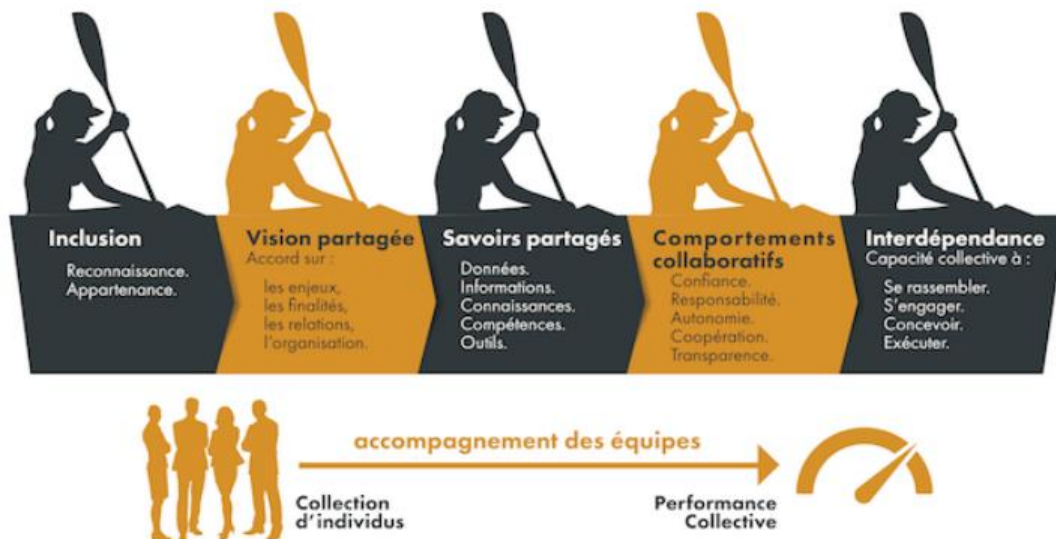 Inclusion
Reconnaissance.
Appartenance.
Vision partagée
Accord sur :
les enjeux,
les finalités,
les relations,
l'organisation.
Savoirs partagés
Données.
Informations.
Connaissances.
Compétences.
Outils.
Comportements
collaboratifs
Confiance.
Responsabilité.
Autonomie.
Coopération.
Transparence.
Interdépendance
Capacité collective à :
Se rassembler.
S'engager.
Concevoir.
Exécuter.
accompagnement des équipes
Collection
d'individus
Performance
Collective